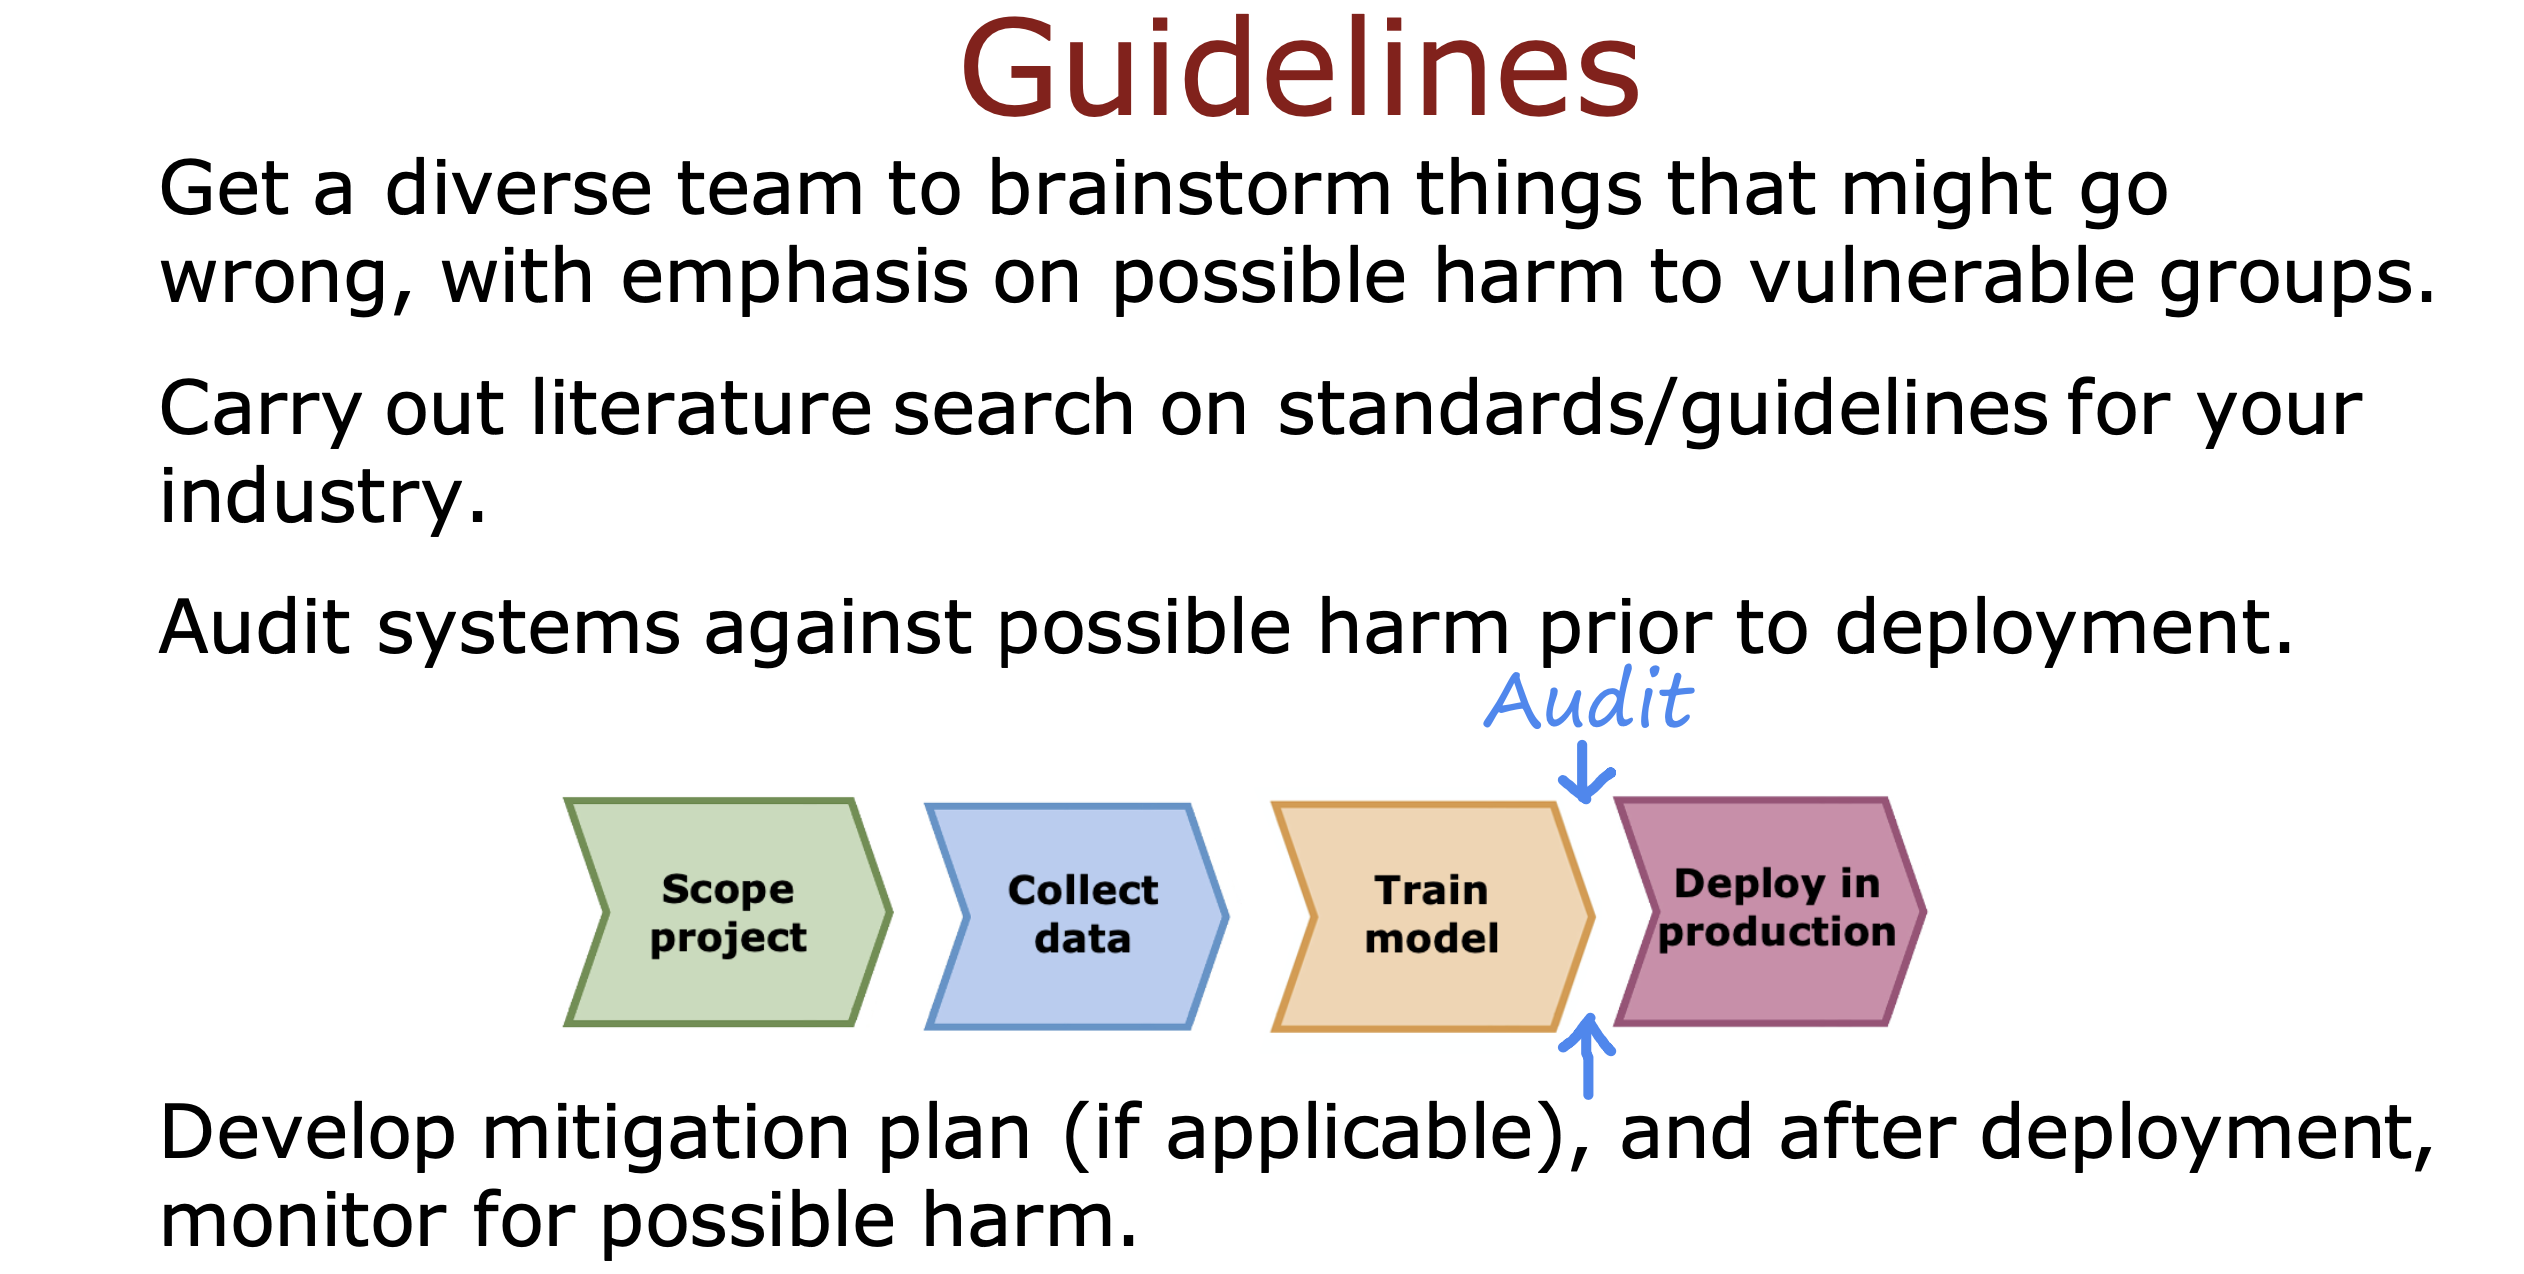 Guidelines
Get a diverse team to brainstorm things that might go
wrong, with emphasis on possible harm to vulnerable groups.
Carry out literature search on standards/guidelines for your
industry.
Audit systems against possible harm prior to deployment.
Audit
Scope
project
Collect
data
Train
model
Deploy in
production
Develop mitigation plan (if applicable), and after deployment,
monitor for possible harm.